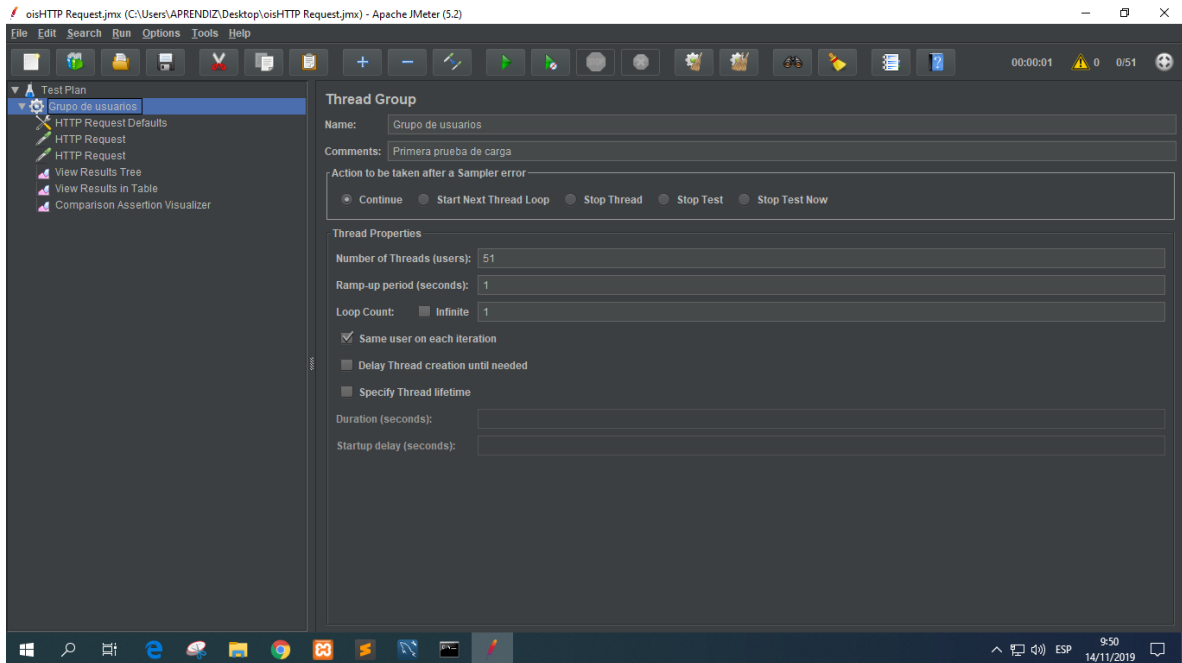 oisHTTP Request.jmx (C:\Users\APRENDIZ\Desktop\oisHTTP Request.jmx) - Apache JMeter (5.2)
File Edit Search Run Options Tools Help
00:00:01 0 0/51
Test Plan
Grupo de usuarios
HTTP Request Defaults
HTTP Request
HTTP Request
View Results Tree
View Results in Table
Comparison Assertion Visualizer
Thread Group
Name: Grupo de usuarios
Comments: Primera prueba de carga
Action to be taken after a Sampler error
Continue Start Next Thread Loop Stop Thread Stop Test Stop Test Now
Thread Properties
Number of Threads (users): 51
Ramp-up period (seconds): 1
Loop Count: Infinite 1
Same user on each iteration
Delay Thread creation until needed
Specify Thread lifetime
Duration (seconds):
Startup delay (seconds):
ESP
9:50
14/11/2019